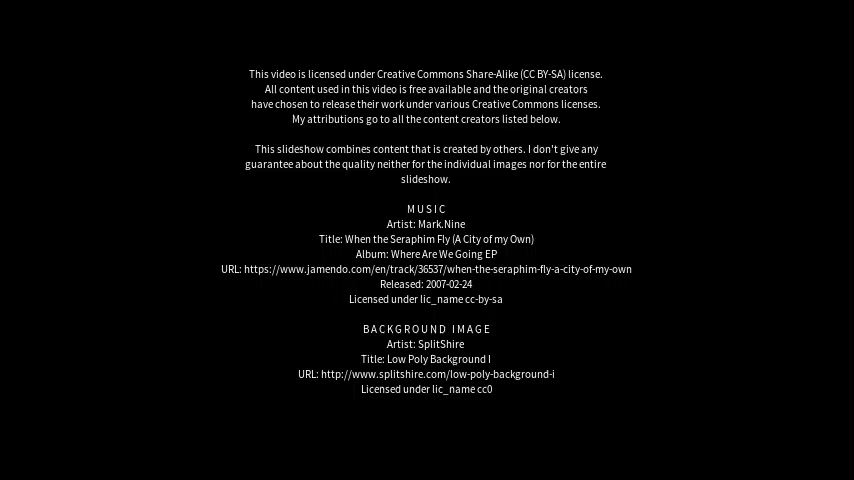 This video is licensed under Creative Commons Share-Alike (CC BY-SA) license.
All content used in this video is free available and the original creators
have chosen to release their work under various Creative Commons licenses.
My attributions go to all the content creators listed below.
This slideshow combines content that is created by others. I don't give any
guarantee about the quality neither for the individual images nor for the entire
slideshow.
MUSIC
Artist: Mark.Nine
Title: When the Seraphim Fly (A City of my Own)
Album: Where Are We Going EP
URL: https://www.jamendo.com/en/track/36537/when-the-seraphim-fly-a-city-of-my-own
Released: 2007-02-24
Licensed under lic_name cc-by-sa
BACKGROUND IMAGE
Artist: SplitShire
Title: Low Poly Background I
URL: http://www.splitshire.com/low-poly-background-i
Licensed under lic_name cc0